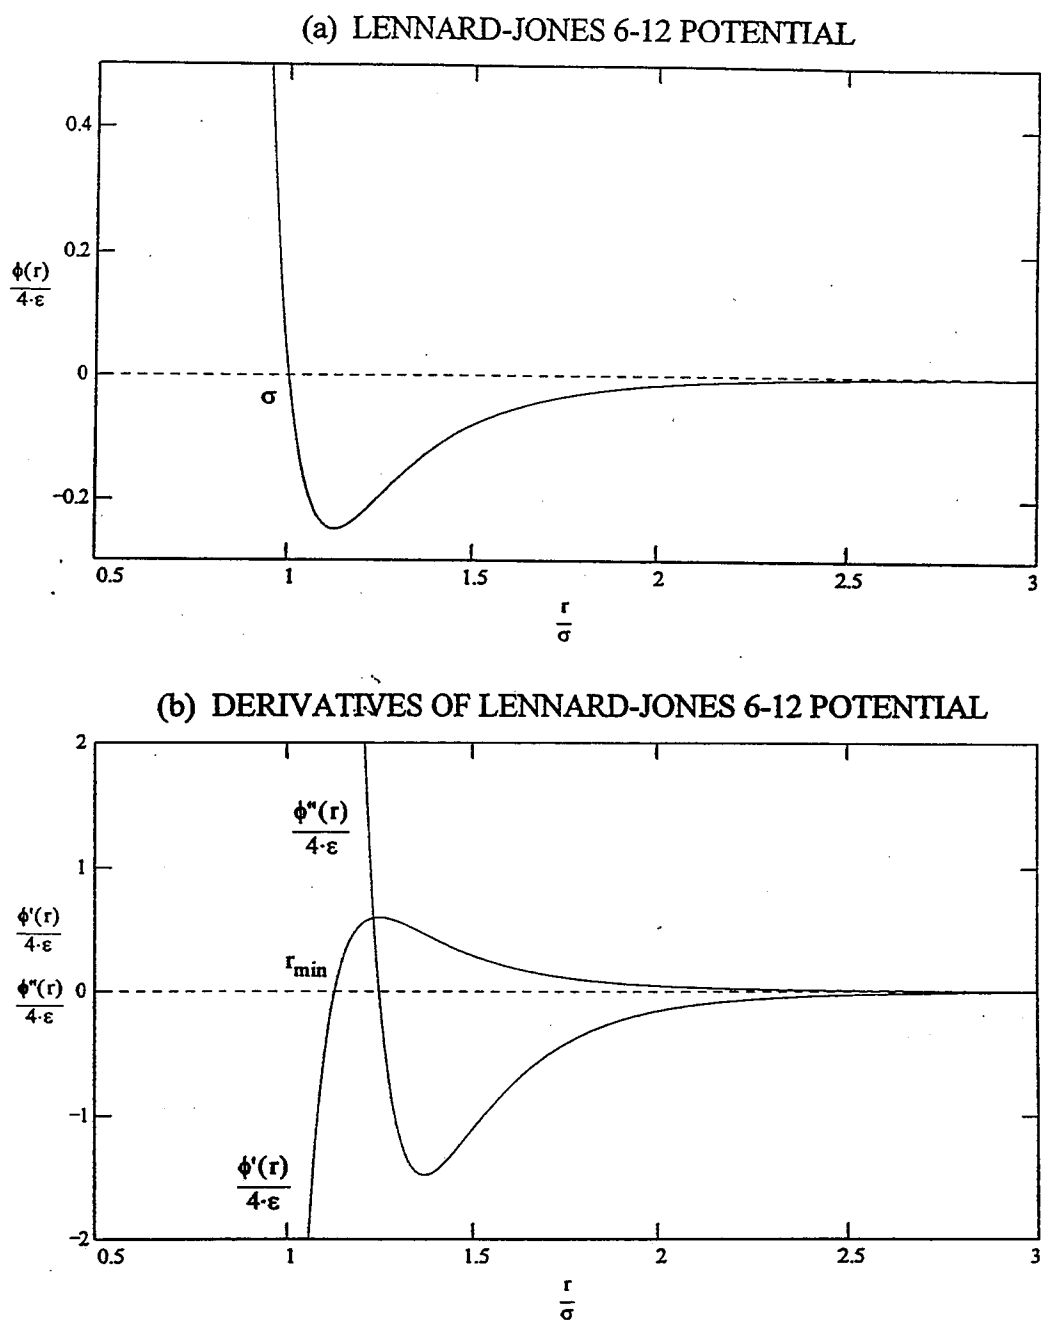 (a) LENNARD-JONES 6-12 POTENTIAL
0.4
0.2
φ(r)
4·ε
0
σ
−0.2
0.5 1 1.5 2 2.5 3
r
σ
(b) DERIVATIVES OF LENNARD-JONES 6-12 POTENTIAL
2
φ"(r)
4·ε
1
φ'(r)
4·ε
r_min
φ"(r)
4·ε
0
−1
φ'(r)
4·ε
−2
0.5 1 1.5 2 2.5 3
r
σ